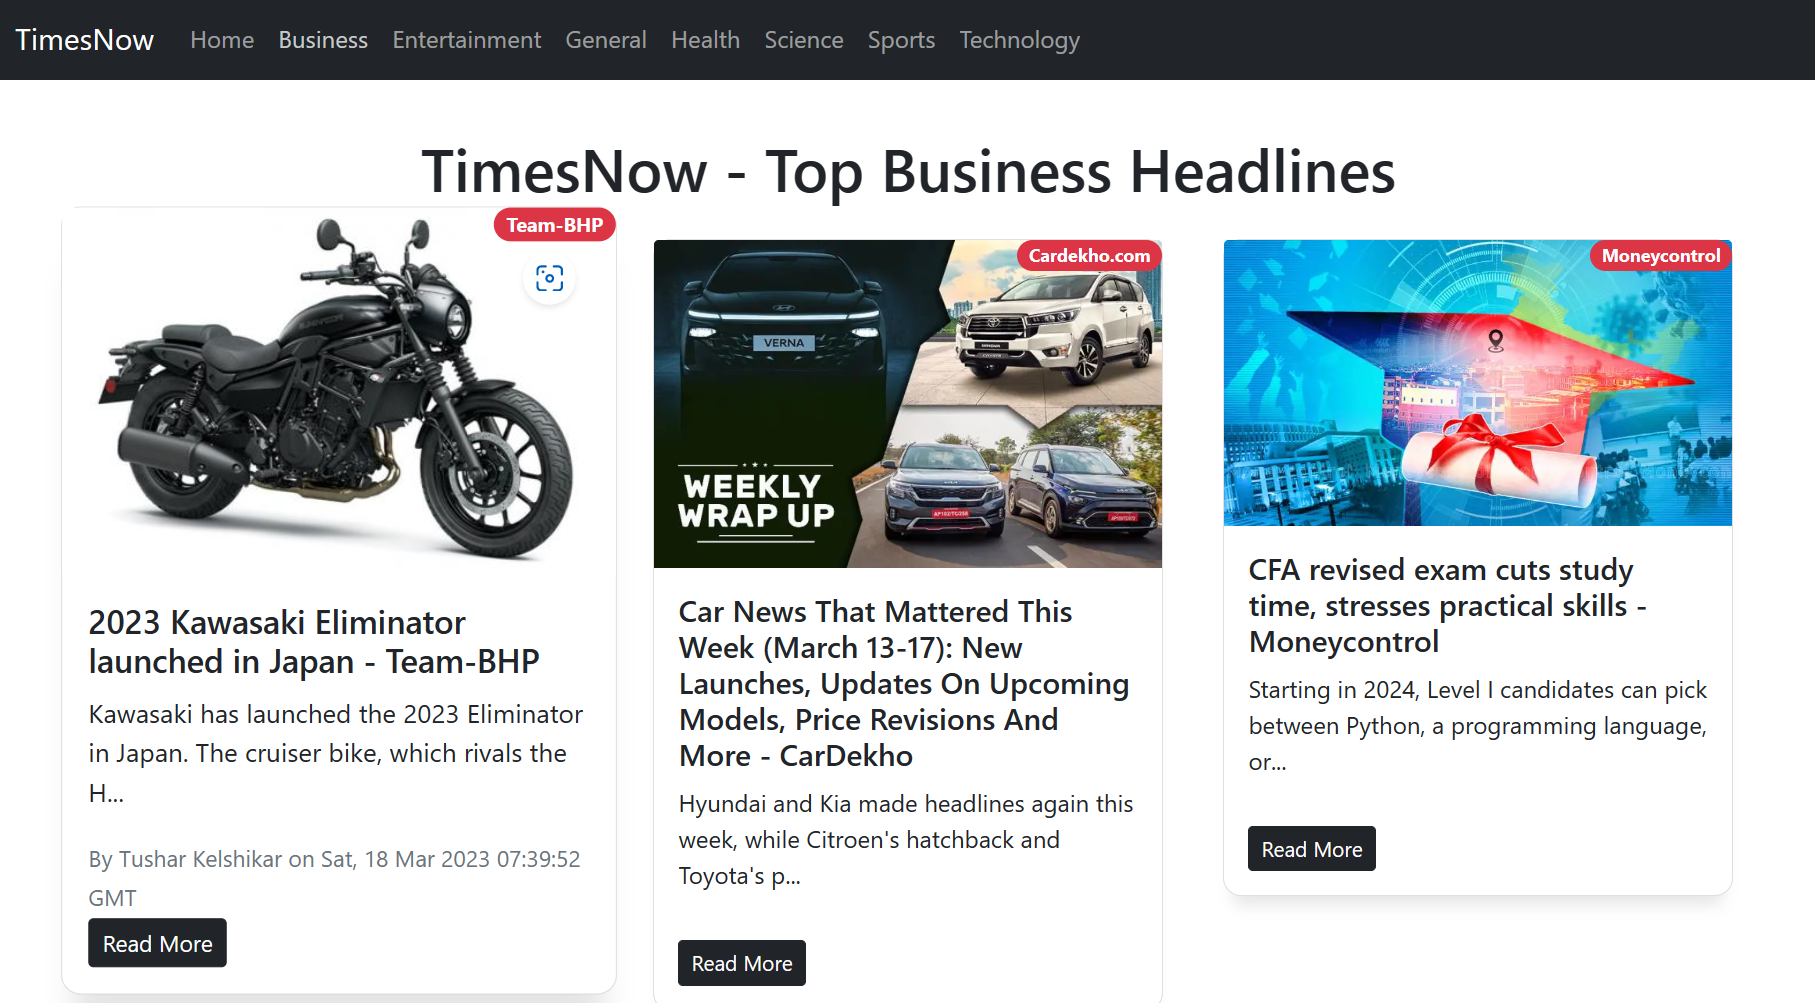 TimesNow Home Business Entertainment General Health Science Sports Technology
TimesNow - Top Business Headlines
Team-BHP
2023 Kawasaki Eliminator
launched in Japan - Team-BHP
Kawasaki has launched the 2023 Eliminator
in Japan. The cruiser bike, which rivals the
H...
By Tushar Kelshikar on Sat, 18 Mar 2023 07:39:52
GMT
Read More
Cardekho.com
VERNA
WEEKLY
WRAP UP
Car News That Mattered This
Week (March 13-17): New
Launches, Updates On Upcoming
Models, Price Revisions And
More - CarDekho
Hyundai and Kia made headlines again this
week, while Citroen's hatchback and
Toyota's p...
Read More
Moneycontrol
CFA revised exam cuts study
time, stresses practical skills -
Moneycontrol
Starting in 2024, Level I candidates can pick
between Python, a programming language,
or...
Read More